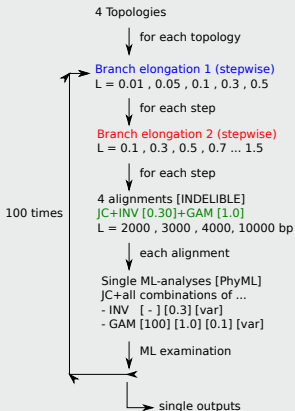 4 Topologies
for each topology
Branch elongation 1 (stepwise)
L = 0.01 , 0.05 , 0.1 , 0.3 , 0.5
for each step
Branch elongation 2 (stepwise)
L = 0.1 , 0.3 , 0.5 , 0.7 ... 1.5
for each step
4 alignments [INDELIBLE]
JC+INV [0.30]+GAM [1.0]
100 times
L = 2000 , 3000 , 4000, 10000 bp
each alignment
Single ML-analyses [PhyML]
JC+all combinations of ...
- INV [ - ] [0.3] [var]
- GAM [100] [1.0] [0.1] [var]
ML examination
single outputs